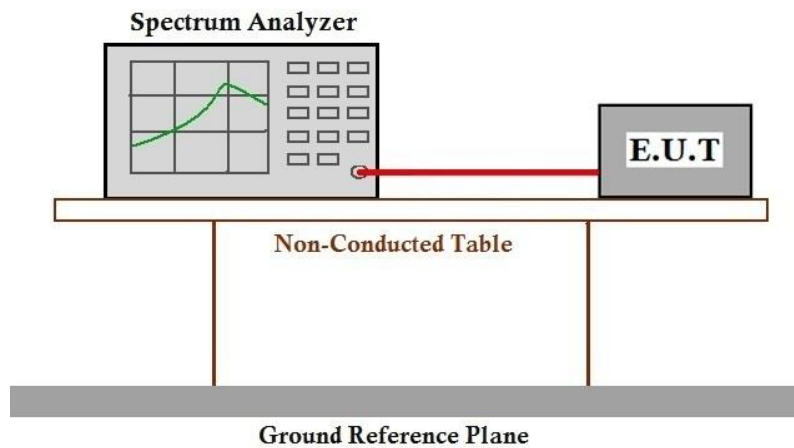 Spectrum Analyzer
E.U.T
Non-Conducted Table
Ground Reference Plane